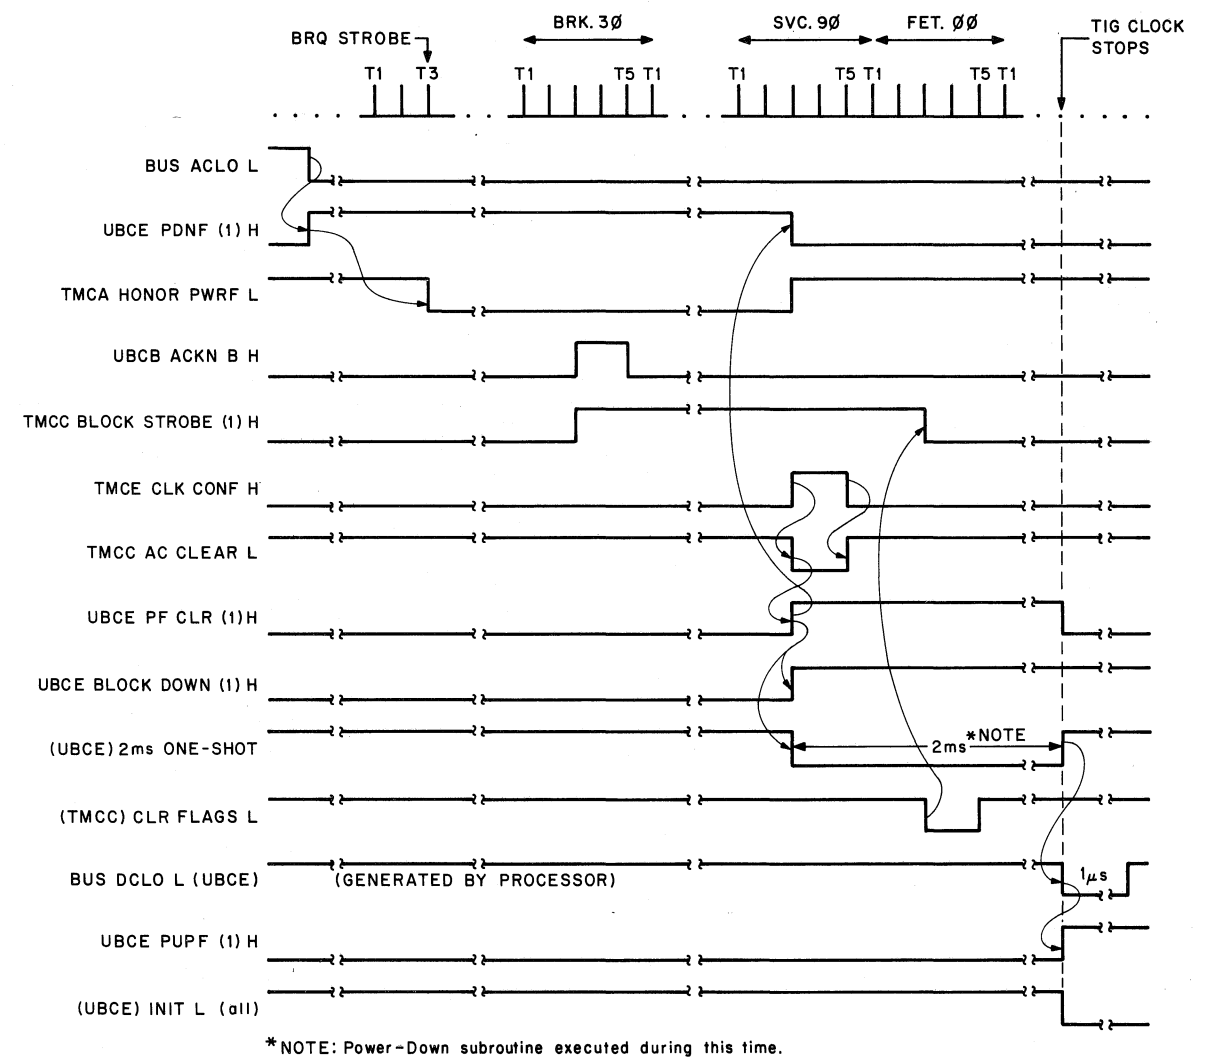 BRK. 3Ø
SVC. 9Ø
FET. ØØ
TIG CLOCK
STOPS
BRQ STROBE
T1 T3 T1 T5 T1 T1 T5 T1 T5 T1
BUS ACLO L
UBCE PDNF (1) H
TMCA HONOR PWRF L
UBCB ACKN B H
TMCC BLOCK STROBE (1) H
TMCE CLK CONF H
TMCC AC CLEAR L
UBCE PF CLR (1) H
UBCE BLOCK DOWN (1) H
(UBCE) 2ms ONE-SHOT
2ms *NOTE
(TMCC) CLR FLAGS L
BUS DCLO L (UBCE)
(GENERATED BY PROCESSOR)
1μs
UBCE PUPF (1) H
(UBCE) INIT L (all)
*NOTE: Power-Down subroutine executed during this time.